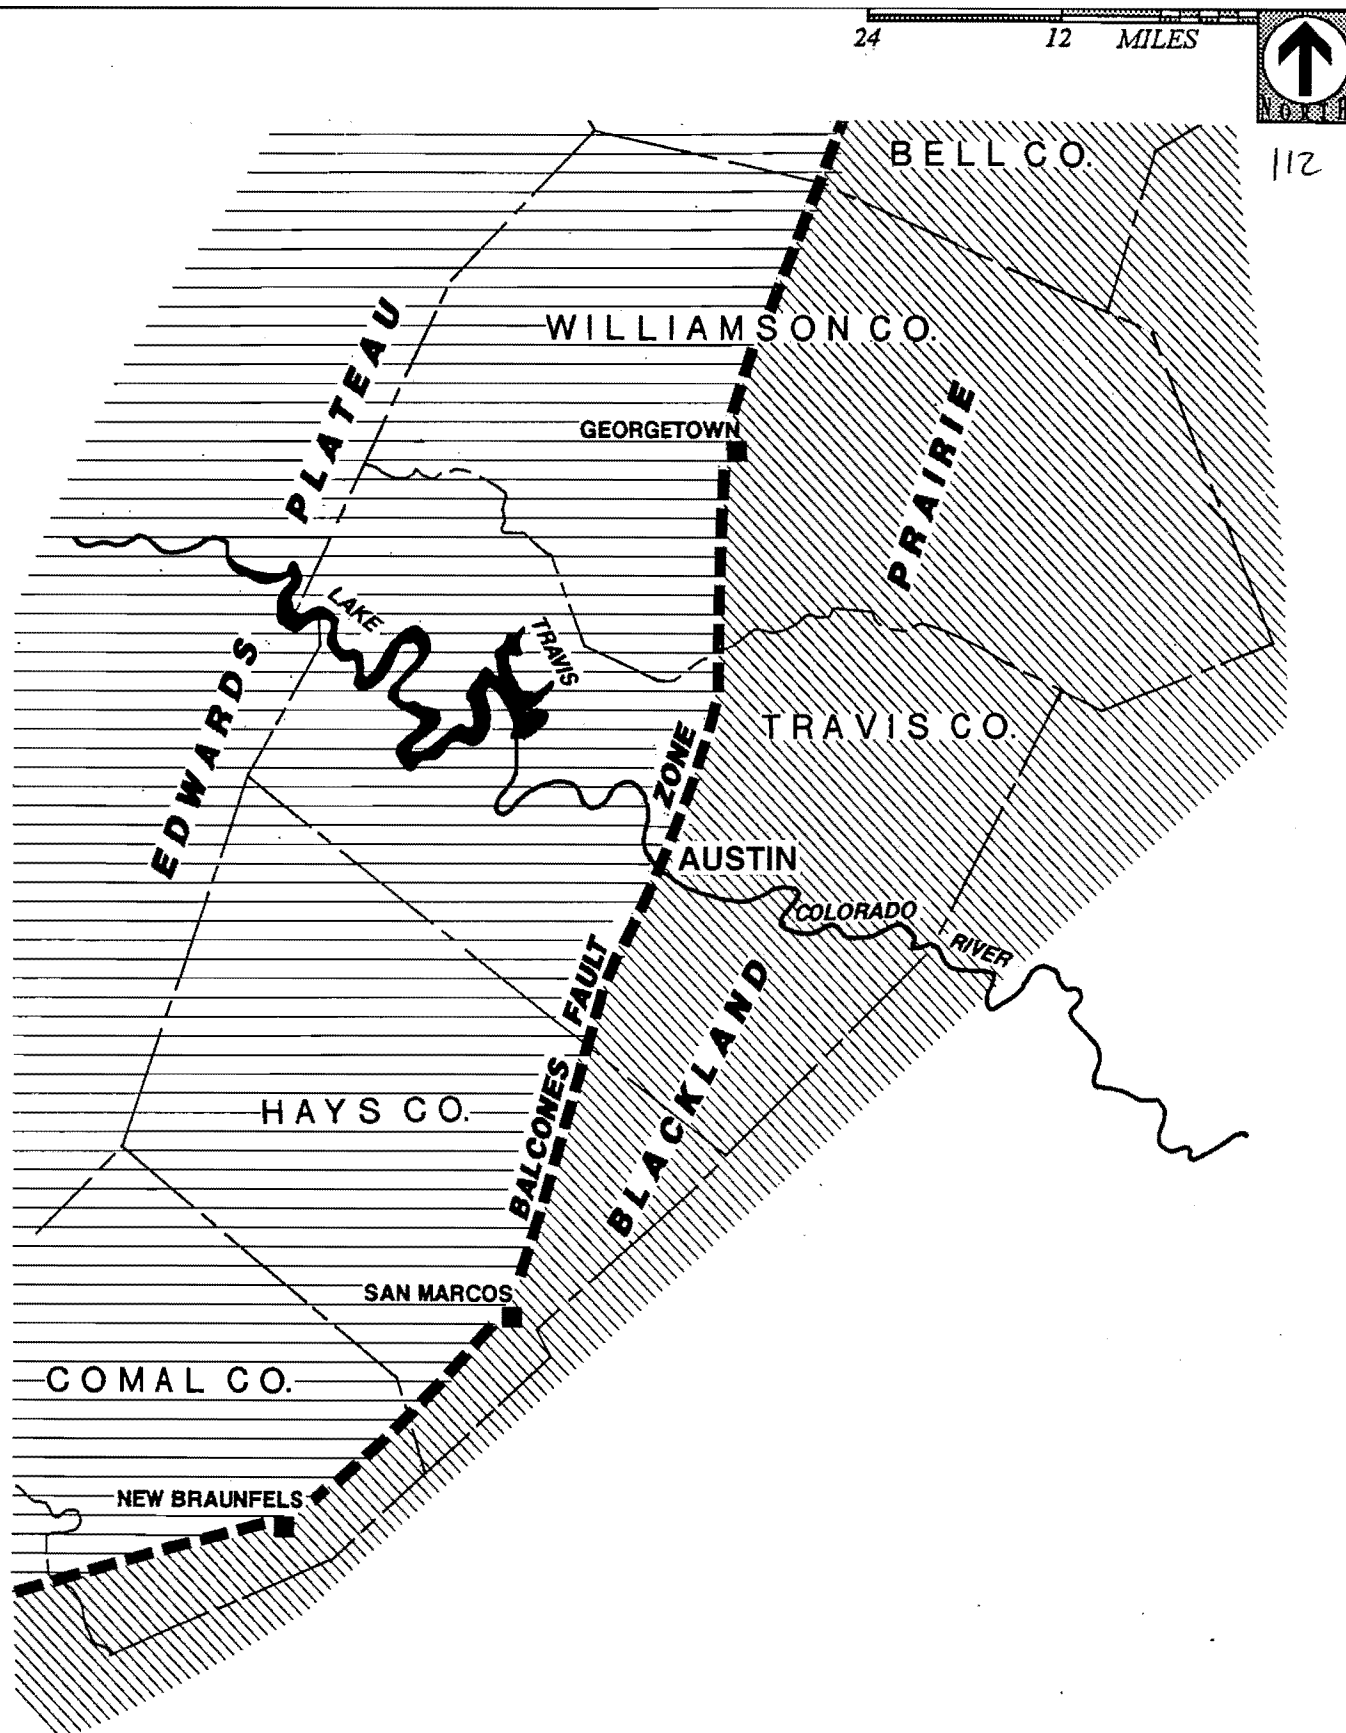 24 12 MILES
NORTH
112
BELL CO.
WILLIAMSON CO.
GEORGETOWN
EDWARDS PLATEAU
LAKE TRAVIS
TRAVIS CO.
AUSTIN
COLORADO RIVER
BALCONES FAULT ZONE
BLACKLAND PRAIRIE
HAYS CO.
SAN MARCOS
COMAL CO.
NEW BRAUNFELS